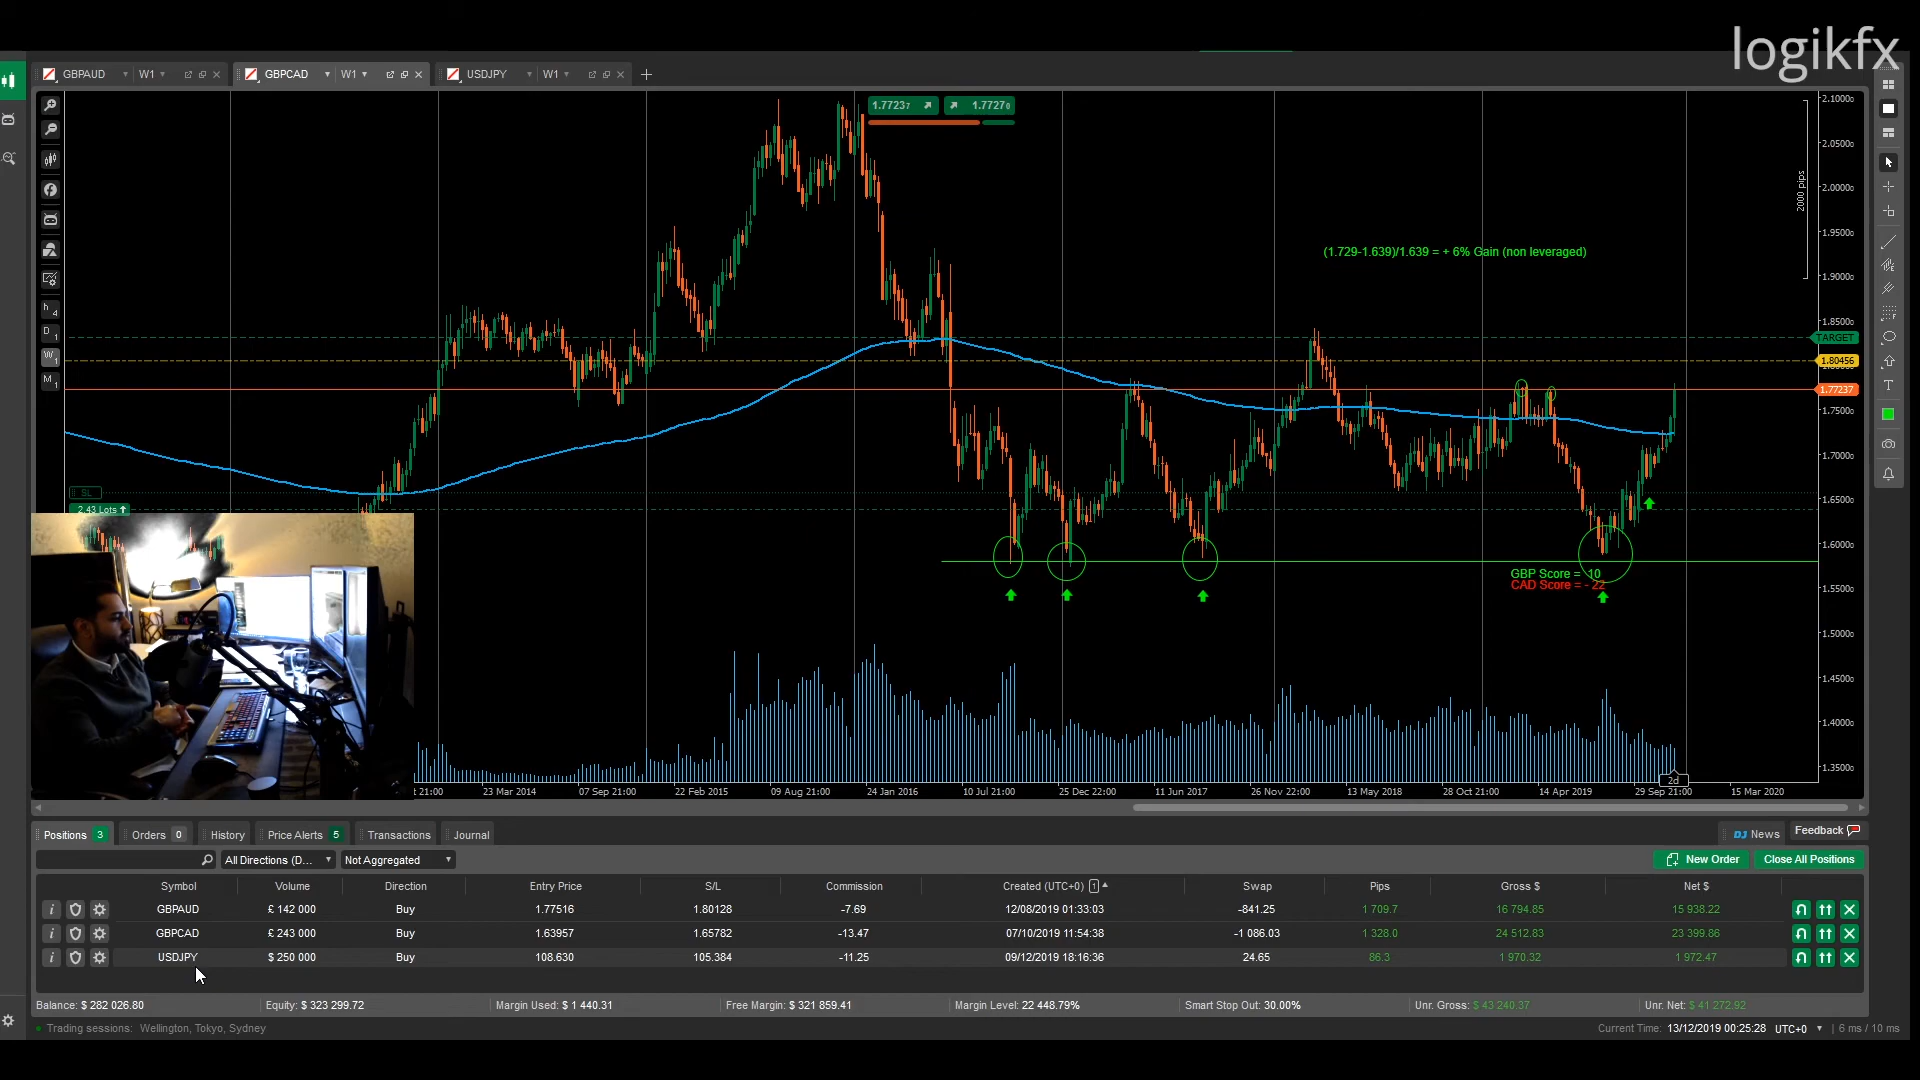 logikfx
GBPAUD W1 GBPCAD W1 USDJPY W1
1.77237 1.77270
2.10000
2.05000
2.00000
1.95000
1.90000
1.85000
1.75000
1.70000
1.65000
1.60000
1.55000
1.50000
1.45000
1.40000
1.35000
2000 pips
(1.729-1.639)/1.639 = + 6% Gain (non leveraged)
TARGET
1.80456
1.77237
h4
D1
W1
M1
SL
2.43 Lots
GBP Score = 10
CAD Score = - 22
2d
21:00 23 Mar 2014 07 Sep 21:00 22 Feb 2015 09 Aug 21:00 24 Jan 2016 10 Jul 21:00 25 Dec 22:00 11 Jun 2017 26 Nov 22:00 13 May 2018 28 Oct 21:00 14 Apr 2019 29 Sep 21:00 15 Mar 2020
Positions 3 Orders 0 History Price Alerts 5 Transactions Journal DJ News Feedback
All Directions (D... Not Aggregated New Order Close All Positions
Symbol Volume Direction Entry Price S/L Commission Created (UTC+0) 1 Swap Pips Gross $ Net $
GBPAUD £ 142 000 Buy 1.77516 1.80128 -7.69 12/08/2019 01:33:03 -841.25 1 709.7 16 794.85 15 938.22
GBPCAD £ 243 000 Buy 1.63957 1.65782 -13.47 07/10/2019 11:54:38 -1 086.03 1 328.0 24 512.83 23 399.86
USDJPY $ 250 000 Buy 108.630 105.384 -11.25 09/12/2019 18:16:36 24.65 86.3 1 970.32 1 972.47
Balance: $ 282 026.80 Equity: $ 323 299.72 Margin Used: $ 1 440.31 Free Margin: $ 321 859.41 Margin Level: 22 448.79% Smart Stop Out: 30.00% Unr. Gross: $ 43 240.37 Unr. Net: $ 41 272.92
Trading sessions: Wellington, Tokyo, Sydney Current Time: 13/12/2019 00:25:28 UTC+0 6 ms / 10 ms